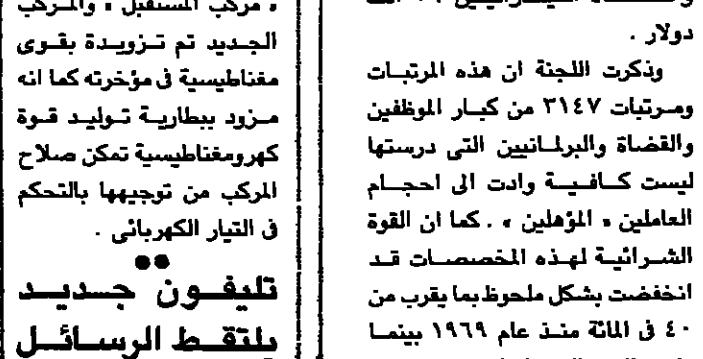 دولار .
وذكرت اللجنة ان هذه المرتبات
ومرتبات ٣١٤٧ من كبار الموظفين
والقضاة والبرلمانيين التى درستها
ليست كافية وادت الى احجام
العاملين « المؤهلين » . كما ان القوة
الشرائية لهذه المخصصات قد
انخفضت بشكل ملحوظ بما يقرب من
٤٠ فى المائة منذ عام ١٩٦٩ بينما
« مركب المستقبل » والمركب
الجديد تم تزويدة بقوى
مغناطيسية فى مؤخرته كما انه
مزود ببطارية توليد قوة
كهرومغناطيسية تمكن صلاح
المركب من توجيهها بالتحكم
فى التيار الكهربائى .
تليفون جديد
يلتقط الرسائل